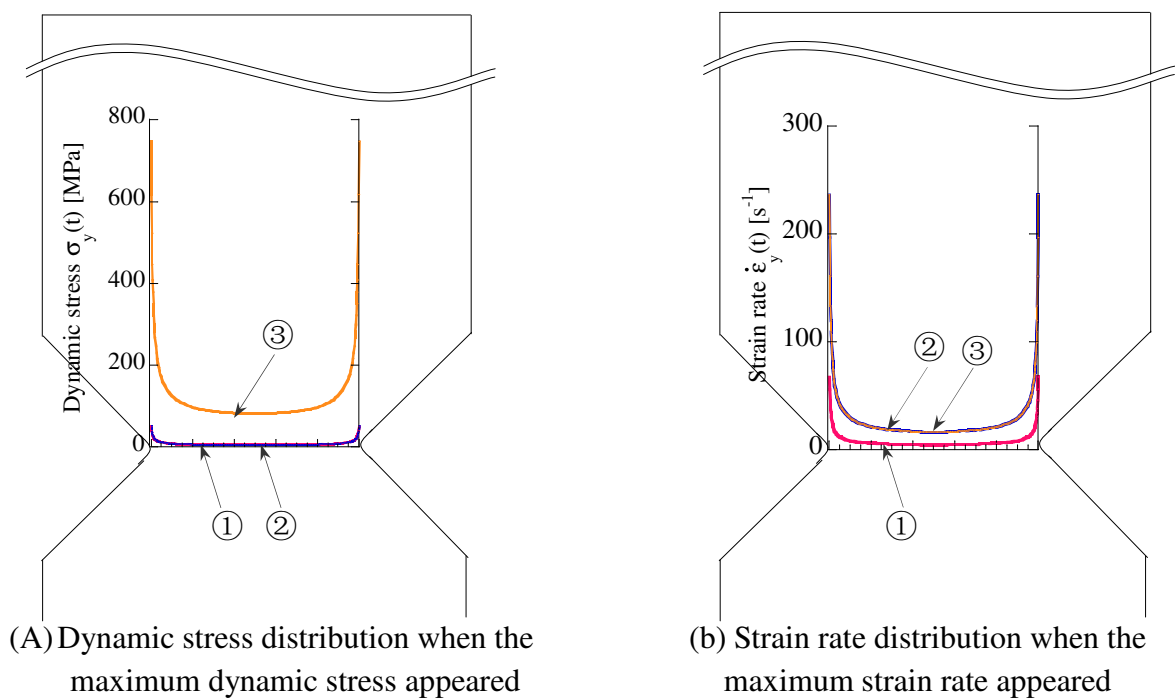 800
600
400
200
0
Dynamic stress σy(t) [MPa]
③
①
②
300
200
100
0
Strain rate ε̇y(t) [s⁻¹]
②
③
①
(A) Dynamic stress distribution when the
maximum dynamic stress appeared
(b) Strain rate distribution when the
maximum strain rate appeared